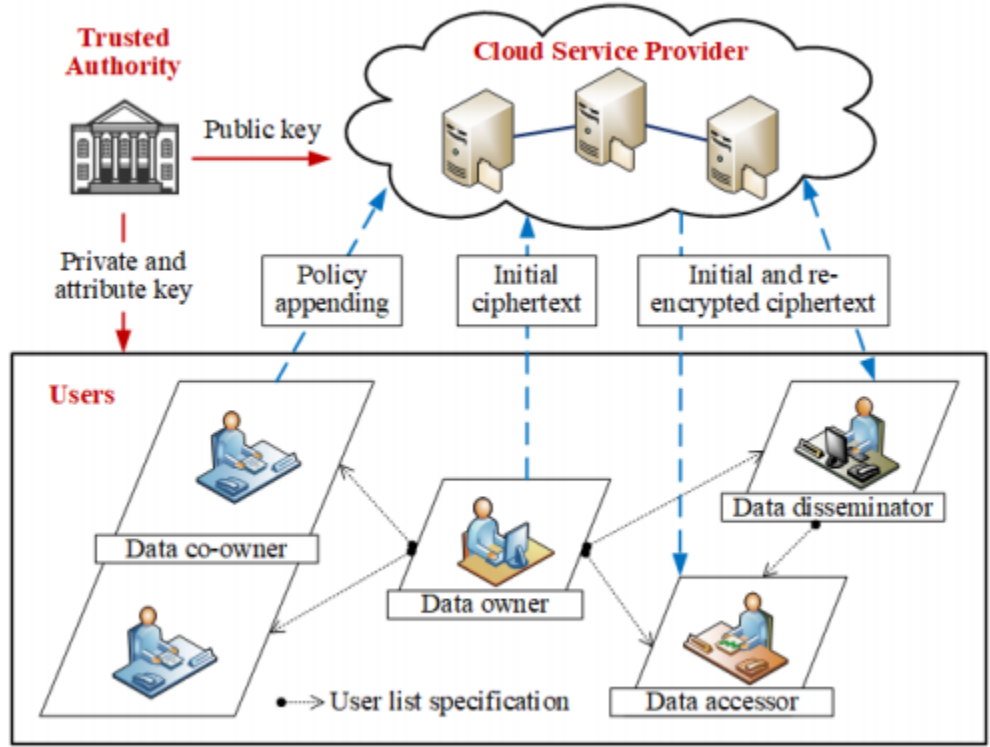 Trusted
Authority
Cloud Service Provider
Public key
Private and
attribute key
Policy
appending
Initial
ciphertext
Initial and re-
encrypted ciphertext
Users
Data disseminator
Data co-owner
Data owner
User list specification
Data accessor